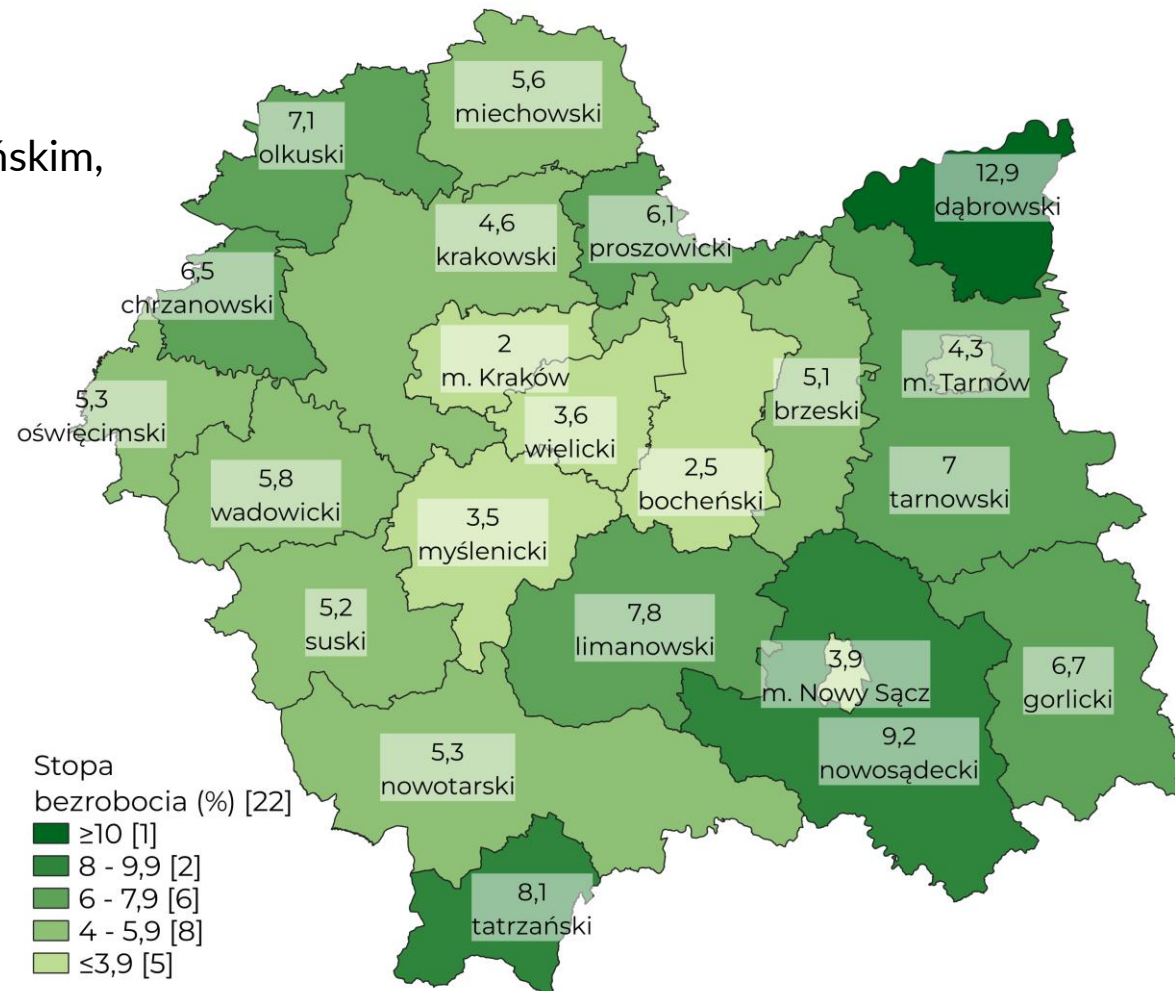 ńskim,
5,6
miechowski
7,1
olkuski
12,9
dąbrowski
4,6
krakowski
6,1
proszowicki
6,5
chrzanowski
2
m. Kraków
4,3
m. Tarnów
5,3
oświęcimski
3,6
wielicki
5,1
brzeski
5,8
wadowicki
2,5
bocheński
7
tarnowski
3,5
myślenicki
5,2
suski
7,8
limanowski
3,9
m. Nowy Sącz
6,7
gorlicki
5,3
nowotarski
9,2
nowosądecki
8,1
tatrzański
Stopa
bezrobocia (%) [22]
≥10 [1]
8 - 9,9 [2]
6 - 7,9 [6]
4 - 5,9 [8]
≤3,9 [5]